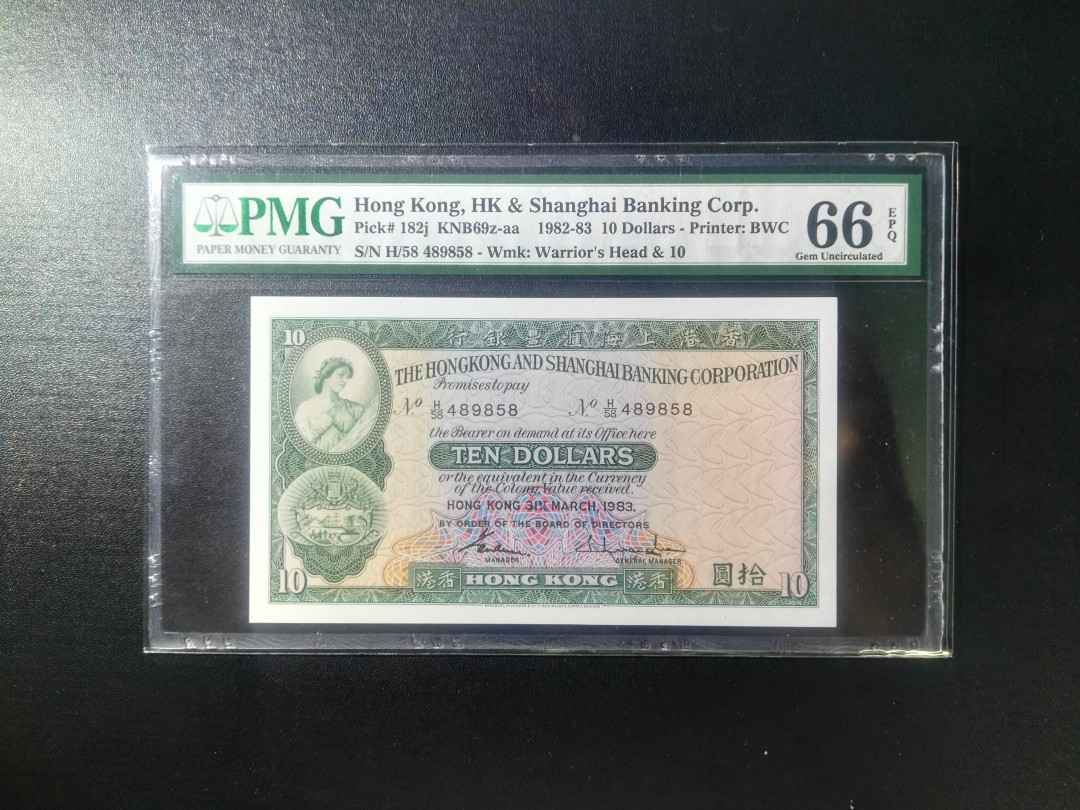 PMG
PAPER MONEY GUARANTY
Hong Kong, HK & Shanghai Banking Corp.
Pick# 182j KNB69z-aa 1982-83 10 Dollars - Printer: BWC
S/N H/58 489858 - Wmk: Warrior's Head & 10
66
EPQ
Gem Uncirculated
10
行銀豐滙海上港香
THE HONGKONG AND SHANGHAI BANKING CORPORATION
Promises to pay
No H/58 489858 No H/58 489858
the Bearer on demand at its Office here
TEN DOLLARS
or the equivalent in the Currency
of the Colony Value received.
HONG KONG 31ST MARCH, 1983.
BY ORDER OF THE BOARD OF DIRECTORS
MANAGER GENERAL MANAGER
10 港香 HONG KONG 港香 圓拾 10